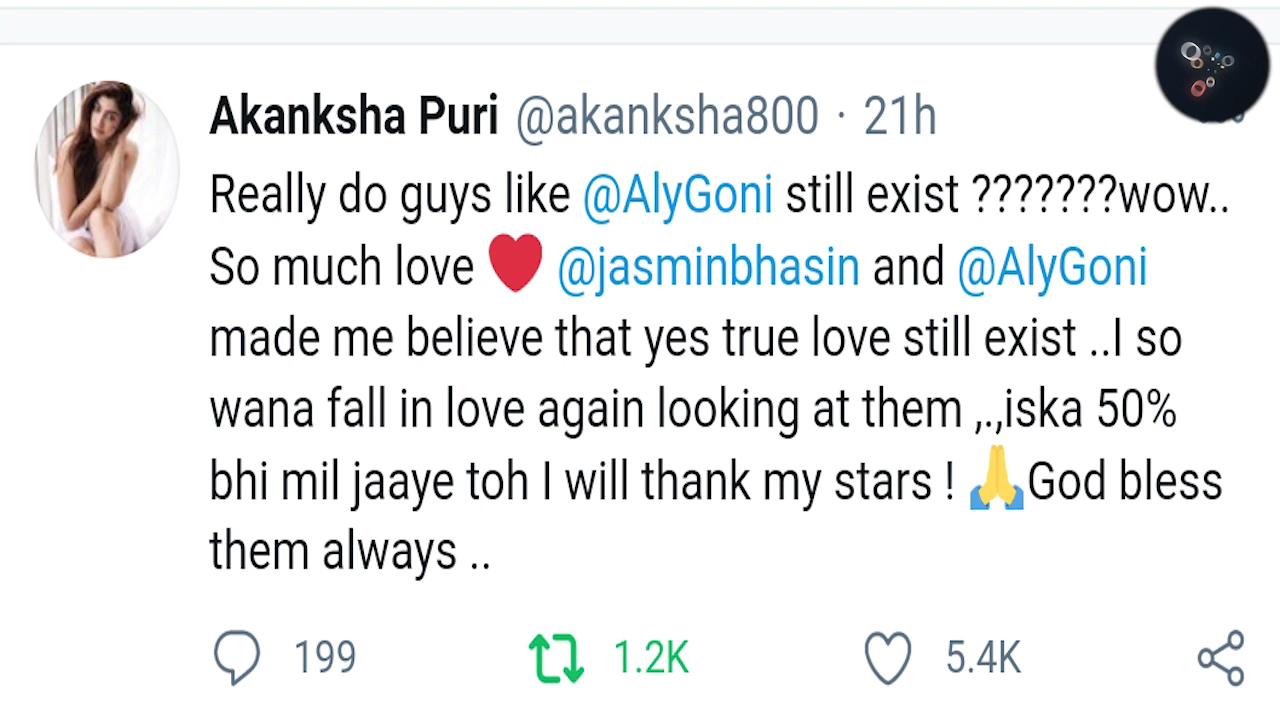 Akanksha Puri @akanksha800 · 21h
Really do guys like @AlyGoni still exist ???????wow..
So much love ❤️ @jasminbhasin and @AlyGoni
made me believe that yes true love still exist ..I so
wana fall in love again looking at them ,.,iska 50%
bhi mil jaaye toh I will thank my stars ! 🙏God bless
them always ..
199 1.2K 5.4K